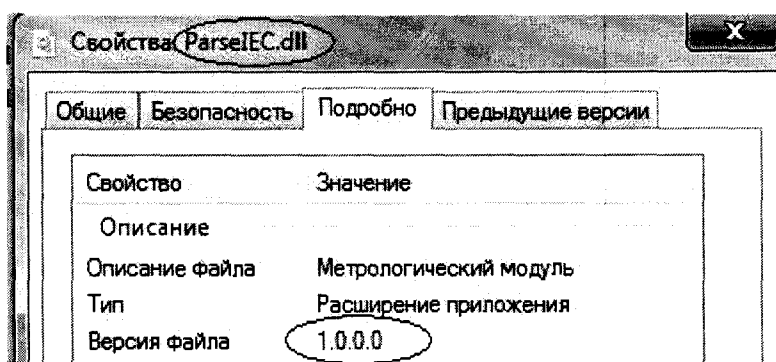 Свойства ParseIEC.dll
Общие Безопасность Подробно Предыдущие версии
Свойство Значение
Описание
Описание файла Метрологический модуль
Тип Расширение приложения
Версия файла 1.0.0.0